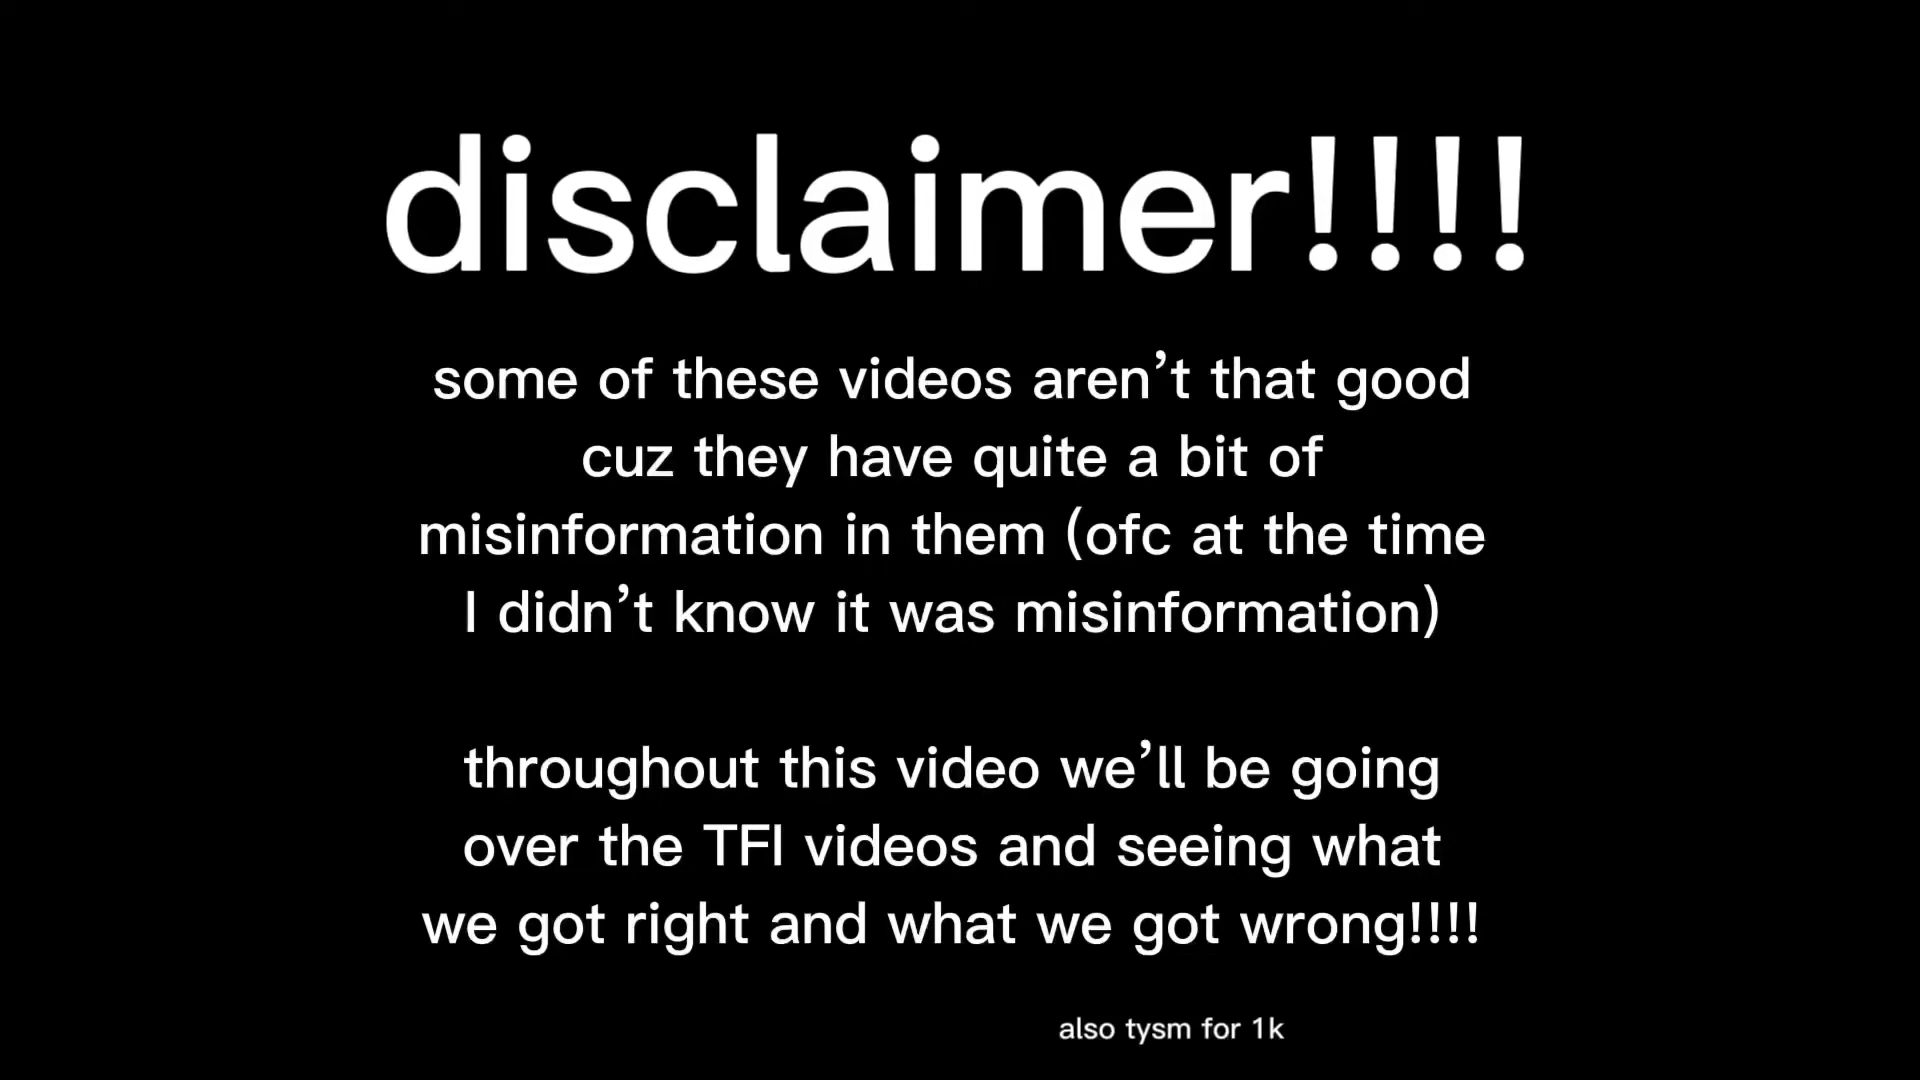 disclaimer!!!!
some of these videos aren’t that good
cuz they have quite a bit of
misinformation in them (ofc at the time
I didn’t know it was misinformation)
throughout this video we’ll be going
over the TFI videos and seeing what
we got right and what we got wrong!!!!
also tysm for 1k